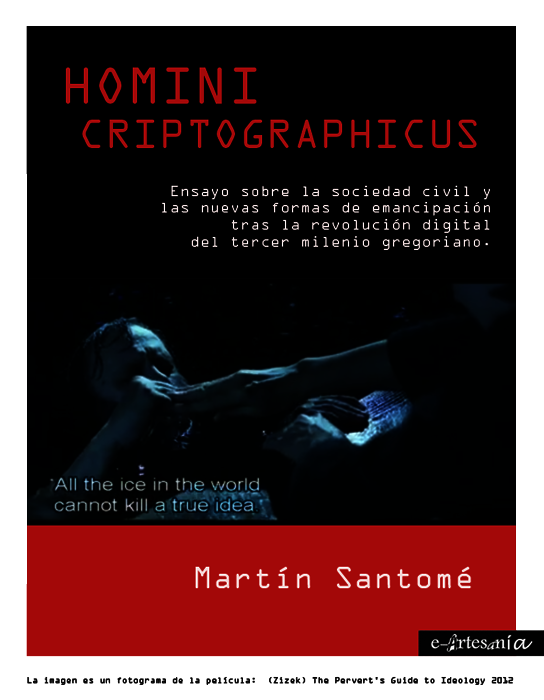 HOMINI
CRIPTOGRAPHICUS
Ensayo sobre la sociedad civil y
las nuevas formas de emancipación
tras la revolución digital
del tercer milenio gregoriano.
All the ice in the world
cannot kill a true idea
Martín Santomé
e-Artesanía
La imagen es un fotograma de la película: (Zizek) The Pervert's Guide to Ideology 2012